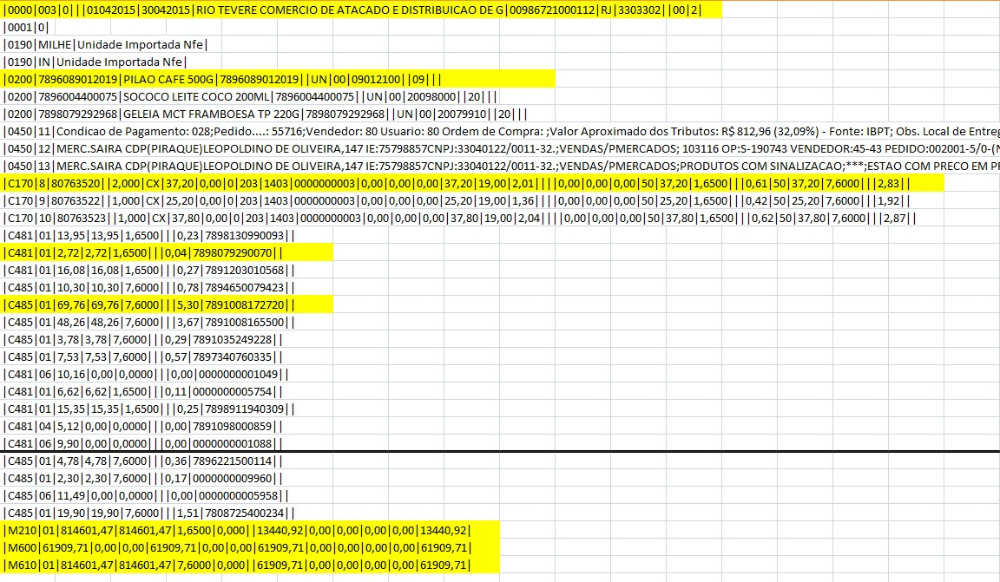 |0000|003|0|||01042015|30042015|RIO TEVERE COMERCIO DE ATACADO E DISTRIBUICAO DE G|00986721000112|RJ|3303302||00|2|
|0001|0|
|0190|MILHE|Unidade Importada Nfe|
|0190|IN|Unidade Importada Nfe|
|0200|7896089012019|PILAO CAFE 500G|7896089012019||UN|00|09012100||09|||
|0200|7896004400075|SOCOCO LEITE COCO 200ML|7896004400075||UN|00|20098000||20|||
|0200|7898079292968|GELEIA MCT FRAMBOESA TP 220G|7898079292968||UN|00|20079910||20|||
|0450|11|Condicao de Pagamento: 028;Pedido....: 55716;Vendedor: 80 Usuario: 80 Ordem de Compra: ;Valor Aproximado dos Tributos: R$ 812,96 (32,09%) - Fonte: IBPT; Obs. Local de Entreg
|0450|12|MERC.SAIRA CDP(PIRAQUE)LEOPOLDINO DE OLIVEIRA,147 IE:75798857CNPJ:33040122/0011-32.;VENDAS/PMERCADOS; 103116 OP:S-190743 VENDEDOR:45-43 PEDIDO:002001-5/0-(N
|0450|13|MERC.SAIRA CDP(PIRAQUE)LEOPOLDINO DE OLIVEIRA,147 IE:75798857CNPJ:33040122/0011-32.;VENDAS/PMERCADOS;PRODUTOS COM SINALIZACAO;***;ESTAO COM PRECO EM PR
|C170|8|80763520||2,000|CX|37,20|0,00|0|203|1403|0000000003|0,00|0,00|0,00|37,20|19,00|2,01||||0,00|0,00|0,00|50|37,20|1,6500|||0,61|50|37,20|7,6000|||2,83||
|C170|9|80763522||1,000|CX|25,20|0,00|0|203|1403|0000000003|0,00|0,00|0,00|25,20|19,00|1,36||||0,00|0,00|0,00|50|25,20|1,6500|||0,42|50|25,20|7,6000|||1,92||
|C170|10|80763523||1,000|CX|37,80|0,00|0|203|1403|0000000003|0,00|0,00|0,00|37,80|19,00|2,04||||0,00|0,00|0,00|50|37,80|1,6500|||0,62|50|37,80|7,6000|||2,87||
|C481|01|13,95|13,95|1,6500|||0,23|7898130990093||
|C481|01|2,72|2,72|1,6500|||0,04|7898079290070||
|C481|01|16,08|16,08|1,6500|||0,27|7891203010568||
|C485|01|10,30|10,30|7,6000|||0,78|7894650079423||
|C485|01|69,76|69,76|7,6000|||5,30|7891008172720||
|C485|01|48,26|48,26|7,6000|||3,67|7891008165500||
|C485|01|3,78|3,78|7,6000|||0,29|7891035249228||
|C485|01|7,53|7,53|7,6000|||0,57|7897340760335||
|C481|06|10,16|0,00|0,0000|||0,00|0000000001049||
|C481|01|6,62|6,62|1,6500|||0,11|0000000005754||
|C481|01|15,35|15,35|1,6500|||0,25|7898911940309||
|C481|04|5,12|0,00|0,0000|||0,00|7891098000859||
|C481|06|9,90|0,00|0,0000|||0,00|0000000001088||
|C485|01|4,78|4,78|7,6000|||0,36|7896221500114||
|C485|01|2,30|2,30|7,6000|||0,17|0000000009960||
|C485|06|11,49|0,00|0,0000|||0,00|0000000005958||
|C485|01|19,90|19,90|7,6000|||1,51|7808725400234||
|M210|01|814601,47|814601,47|1,6500|0,000||13440,92|0,00|0,00|0,00|0,00|13440,92|
|M600|61909,71|0,00|0,00|61909,71|0,00|0,00|61909,71|0,00|0,00|0,00|0,00|61909,71|
|M610|01|814601,47|814601,47|7,6000|0,000||61909,71|0,00|0,00|0,00|0,00|61909,71|